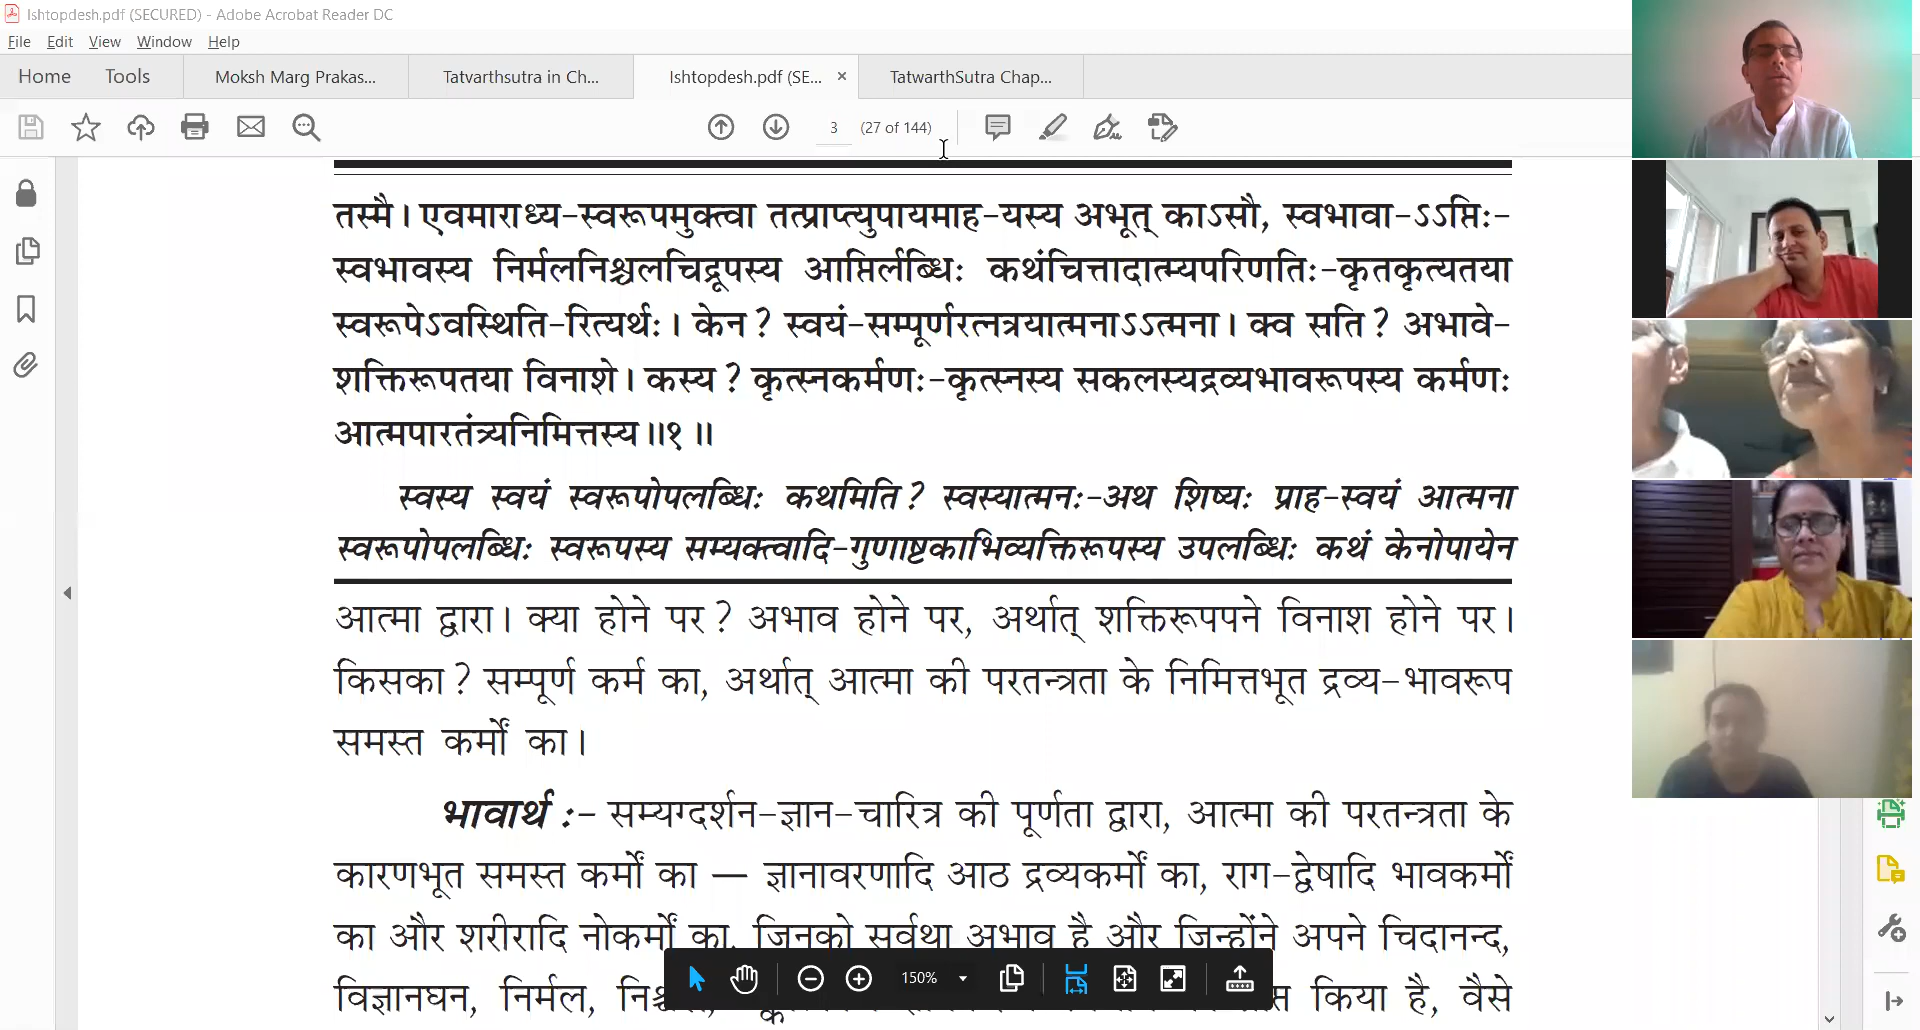 Ishtopdesh.pdf (SECURED) - Adobe Acrobat Reader DC
File Edit View Window Help
Home Tools Moksh Marg Prakas... Tatvarthsutra in Ch... Ishtopdesh.pdf (SE... × TatwarthSutra Chap...
3 (27 of 144)
तस्मै। एवमाराध्य-स्वरूपमुक्त्वा तत्प्राप्त्युपायमाह-यस्य अभूत् काऽसौ, स्वभावा-ऽऽप्तिः-
स्वभावस्य निर्मलनिश्चलचिद्रूपस्य आप्तिर्लब्धिः कथंचित्तादात्म्यपरिणतिः-कृतकृत्यतया
स्वरूपेऽवस्थिति-रित्यर्थः। केन? स्वयं-सम्पूर्णरत्नत्रयात्मनाऽऽत्मना। क्व सति? अभावे-
शक्तिरूपतया विनाशे। कस्य? कृत्स्नकर्मणः-कृत्स्नस्य सकलस्यद्रव्यभावरूपस्य कर्मणः
आत्मपारतंत्र्यनिमित्तस्य॥१॥
स्वस्य स्वयं स्वरूपोपलब्धिः कथमिति? स्वस्यात्मनः-अथ शिष्यः प्राह-स्वयं आत्मना
स्वरूपोपलब्धिः स्वरूपस्य सम्यक्त्वादि-गुणाष्टकाभिव्यक्तिरूपस्य उपलब्धिः कथं केनोपायेन
आत्मा द्वारा। क्या होने पर? अभाव होने पर, अर्थात् शक्तिरूपपने विनाश होने पर।
किसका? सम्पूर्ण कर्म का, अर्थात् आत्मा की परतन्त्रता के निमित्तभूत द्रव्य-भावरूप
समस्त कर्मों का।
भावार्थ :- सम्यग्दर्शन-ज्ञान-चारित्र की पूर्णता द्वारा, आत्मा की परतन्त्रता के
कारणभूत समस्त कर्मों का — ज्ञानावरणादि आठ द्रव्यकर्मों का, राग-द्वेषादि भावकर्मों
का और शरीरादि नोकर्मों का, जिनको सर्वथा अभाव है और जिन्होंने अपने चिदानन्द,
विज्ञानघन, निर्मल, किया है, वैसे
150%